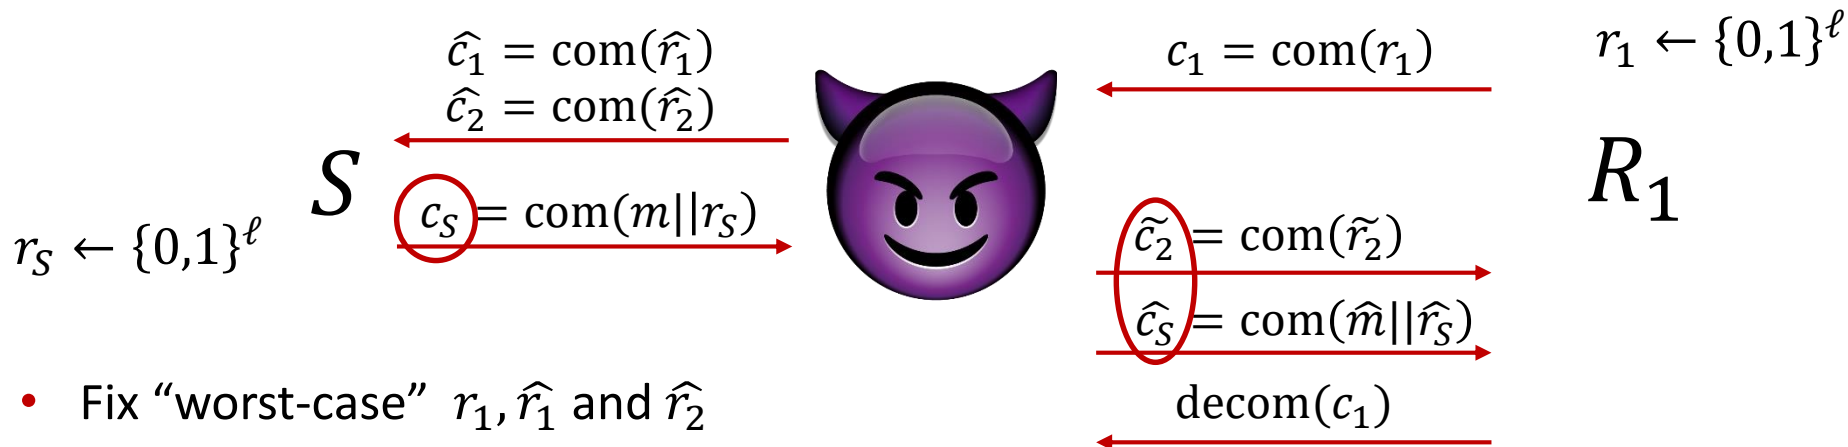 r₁ ← {0,1}^ℓ
ĉ₁ = com(r̂₁)
c₁ = com(r₁)
ĉ₂ = com(r̂₂)
S
R₁
c_S = com(m||r_S)
c̃₂ = com(r̃₂)
r_S ← {0,1}^ℓ
ĉ_S = com(m̂||r̂_S)
• Fix “worst-case” r₁, r̂₁ and r̂₂
decom(c₁)